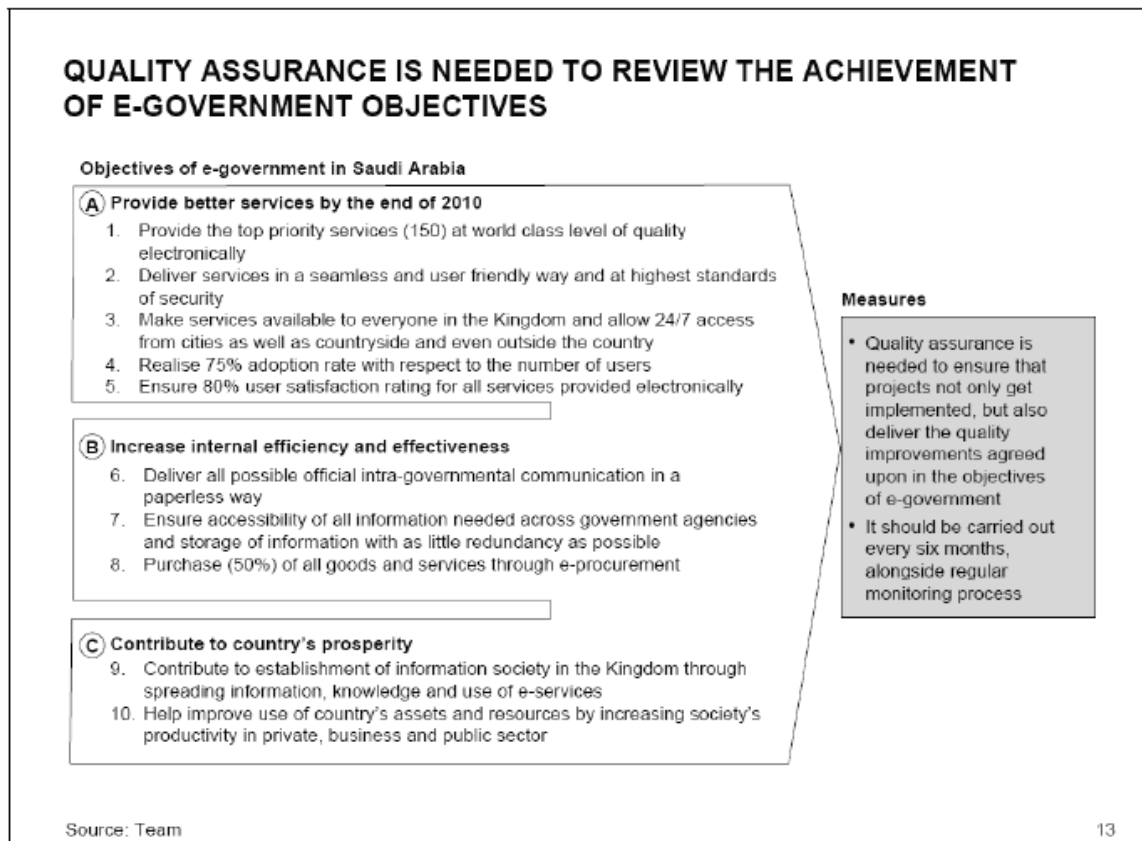 QUALITY ASSURANCE IS NEEDED TO REVIEW THE ACHIEVEMENT
OF E-GOVERNMENT OBJECTIVES
Objectives of e-government in Saudi Arabia
A Provide better services by the end of 2010
1. Provide the top priority services (150) at world class level of quality
electronically
2. Deliver services in a seamless and user friendly way and at highest standards
of security
3. Make services available to everyone in the Kingdom and allow 24/7 access
from cities as well as countryside and even outside the country
4. Realise 75% adoption rate with respect to the number of users
5. Ensure 80% user satisfaction rating for all services provided electronically
B Increase internal efficiency and effectiveness
6. Deliver all possible official intra-governmental communication in a
paperless way
7. Ensure accessibility of all information needed across government agencies
and storage of information with as little redundancy as possible
8. Purchase (50%) of all goods and services through e-procurement
C Contribute to country's prosperity
9. Contribute to establishment of information society in the Kingdom through
spreading information, knowledge and use of e-services
10. Help improve use of country's assets and resources by increasing society's
productivity in private, business and public sector
Measures
• Quality assurance is
needed to ensure that
projects not only get
implemented, but also
deliver the quality
improvements agreed
upon in the objectives
of e-government
• It should be carried out
every six months,
alongside regular
monitoring process
Source: Team
13